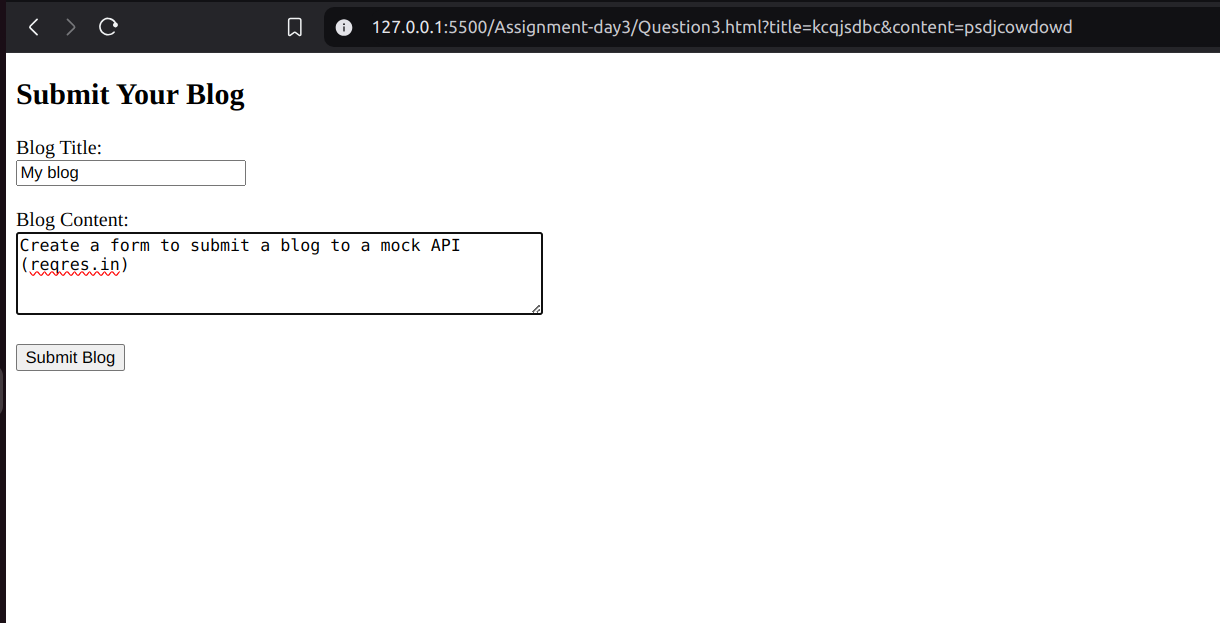 127.0.0.1:5500/Assignment-day3/Question3.html?title=kcqjsdbc&content=psdjcowdowd
Submit Your Blog
Blog Title:
My blog
Blog Content:
Create a form to submit a blog to a mock API
(reqres.in)
Submit Blog